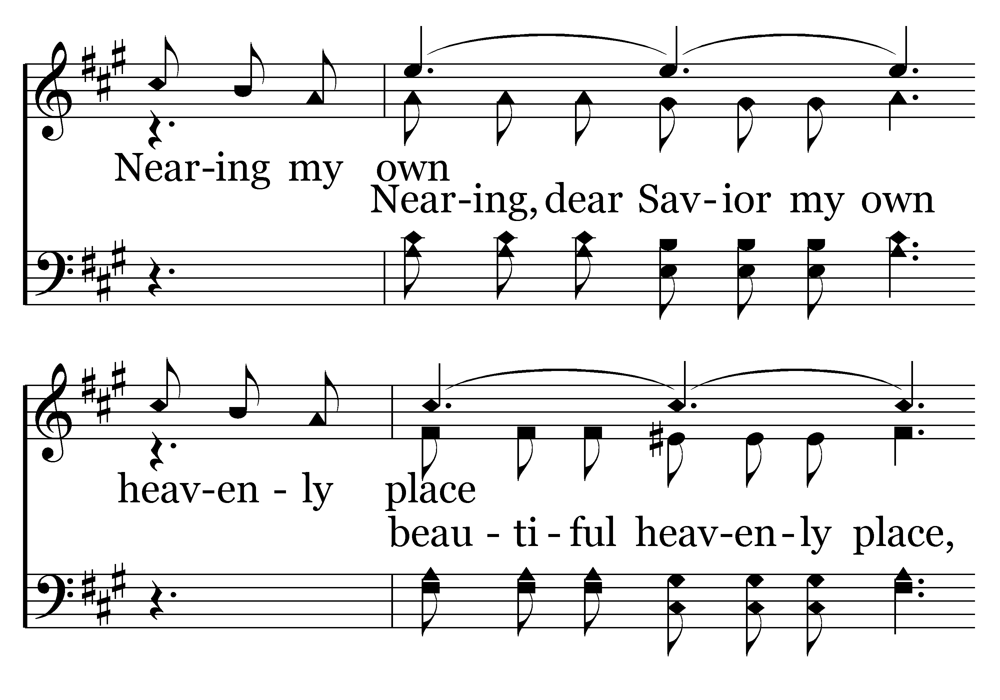 Near-ing my own
Near-ing, dear Sav-ior my own
heav-en - ly place
beau - ti - ful heav-en-ly place,